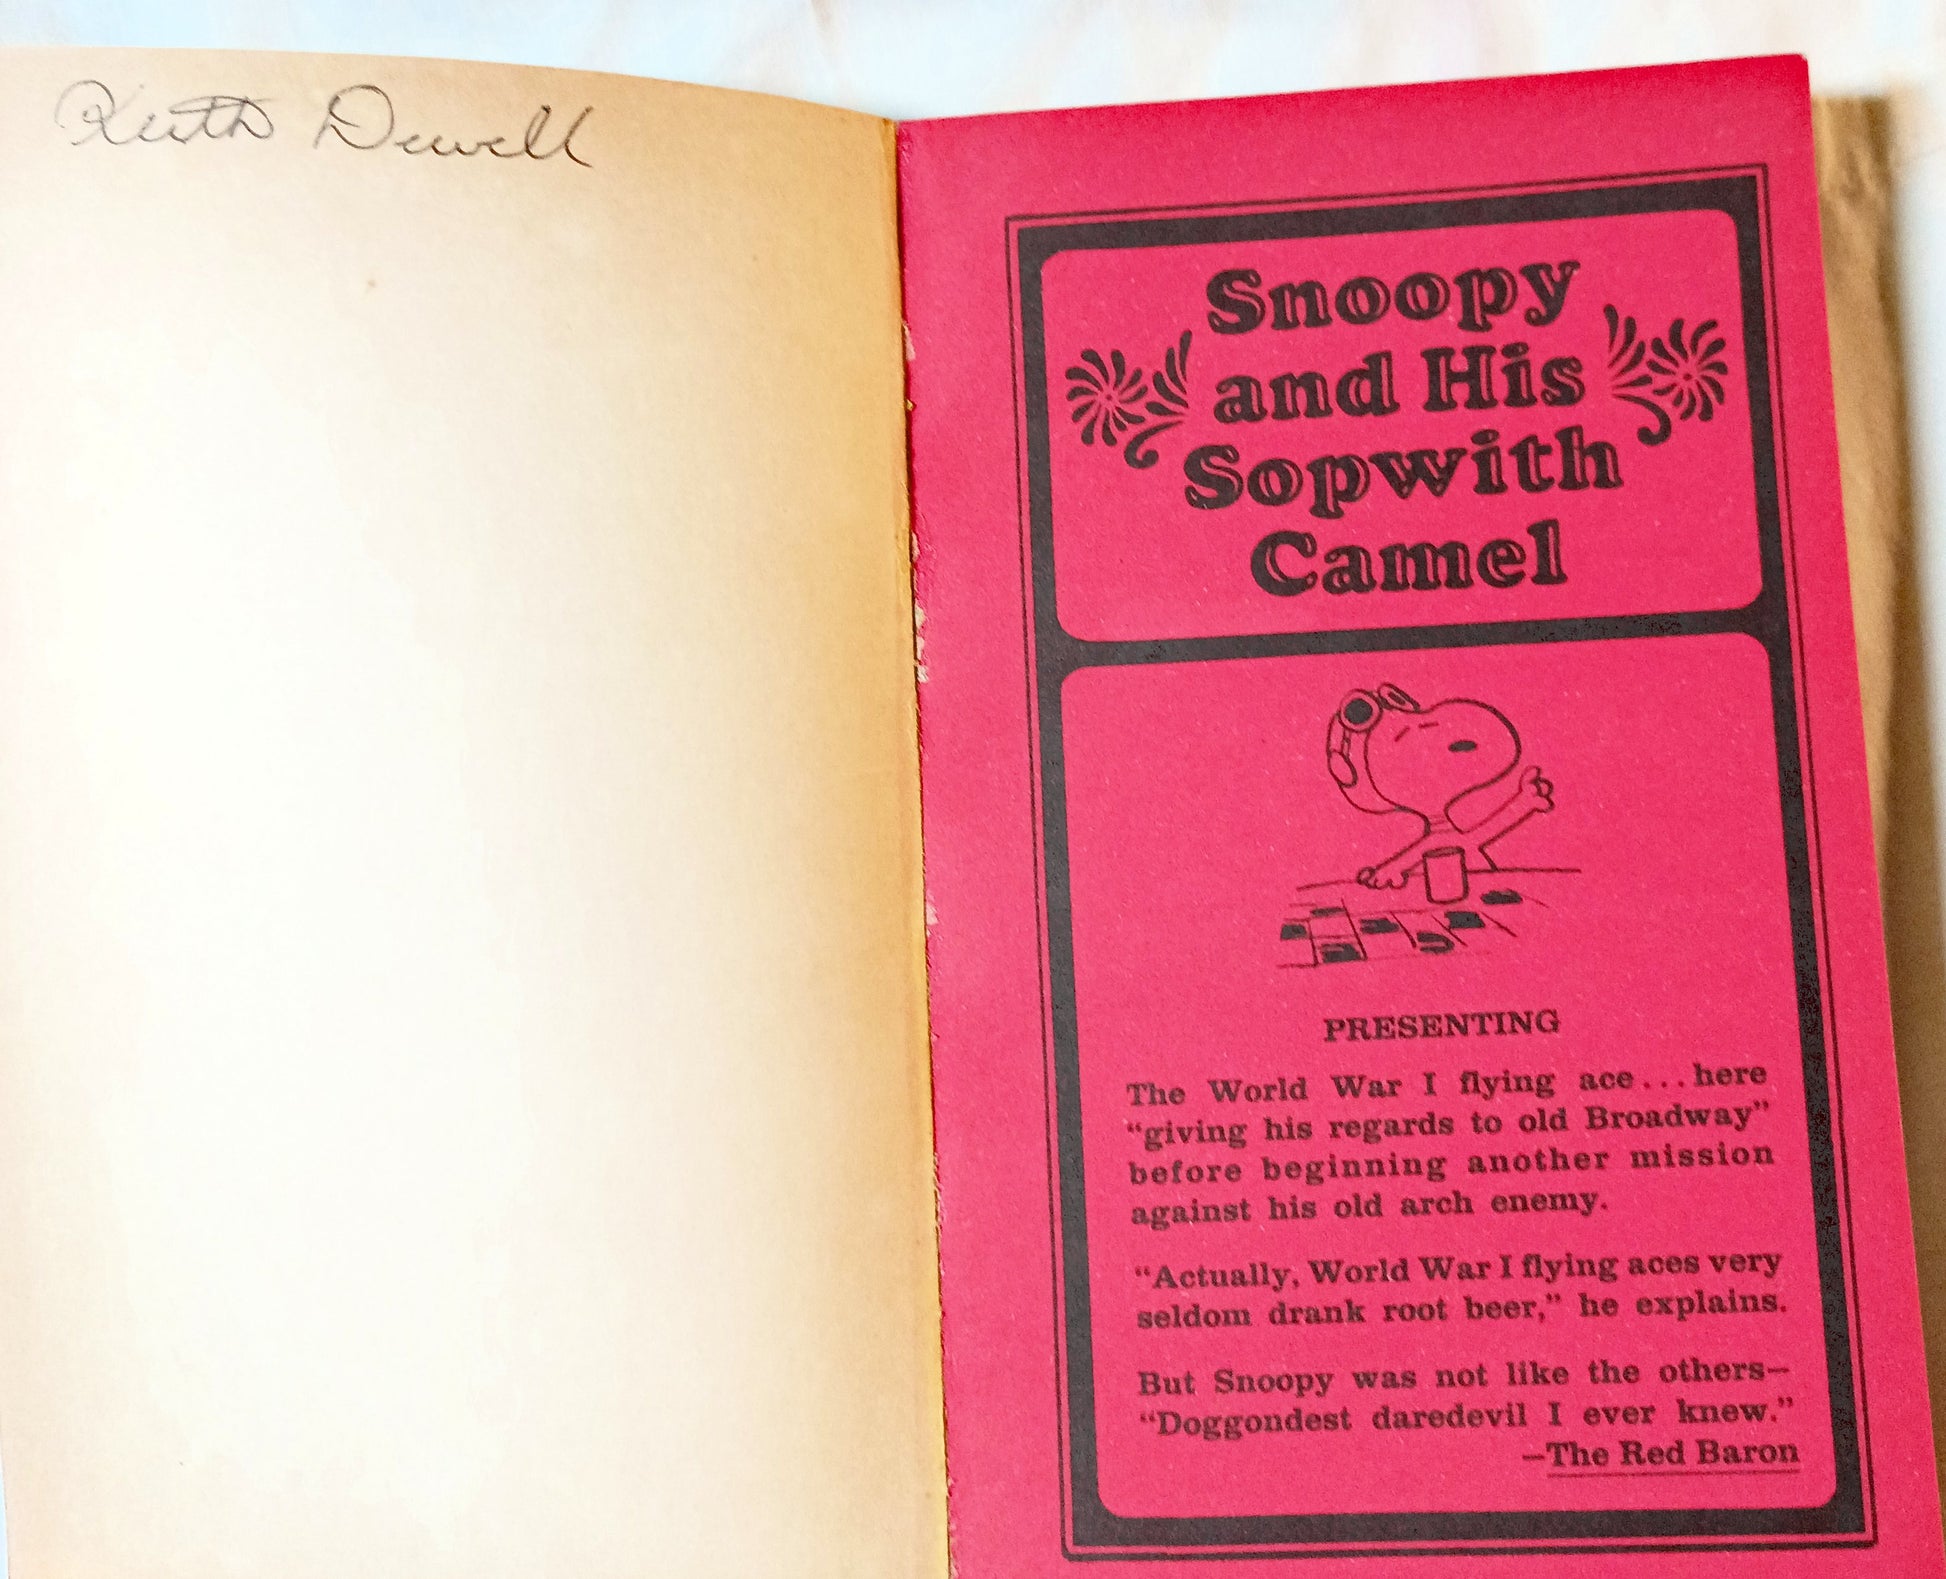 Keith Dewell
Snoopy
and His
Sopwith
Camel
PRESENTING
The World War I flying ace...here
“giving his regards to old Broadway”
before beginning another mission
against his old arch enemy.
“Actually, World War I flying aces very
seldom drank root beer,” he explains.
But Snoopy was not like the others—
“Doggondest daredevil I ever knew.”
—The Red Baron